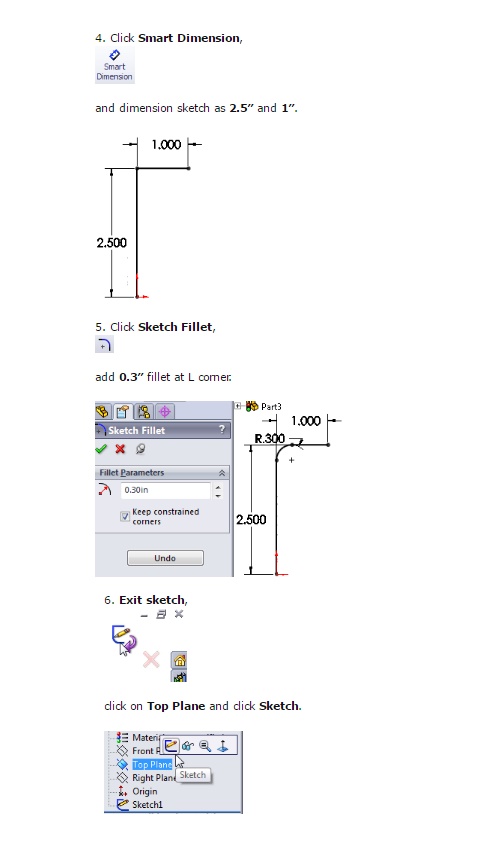 4. Click Smart Dimension,
Smart
Dimension
and dimension sketch as 2.5" and 1".
1.000
2.500
5. Click Sketch Fillet,
add 0.3" fillet at L corner.
Part3
Sketch Fillet ?
Fillet Parameters
0.30in
Keep constrained
corners
Undo
1.000
R.300
2.500
6. Exit sketch,
click on Top Plane and click Sketch.
Front
Top Plane
Right Plan
Sketch
Origin
Sketch1